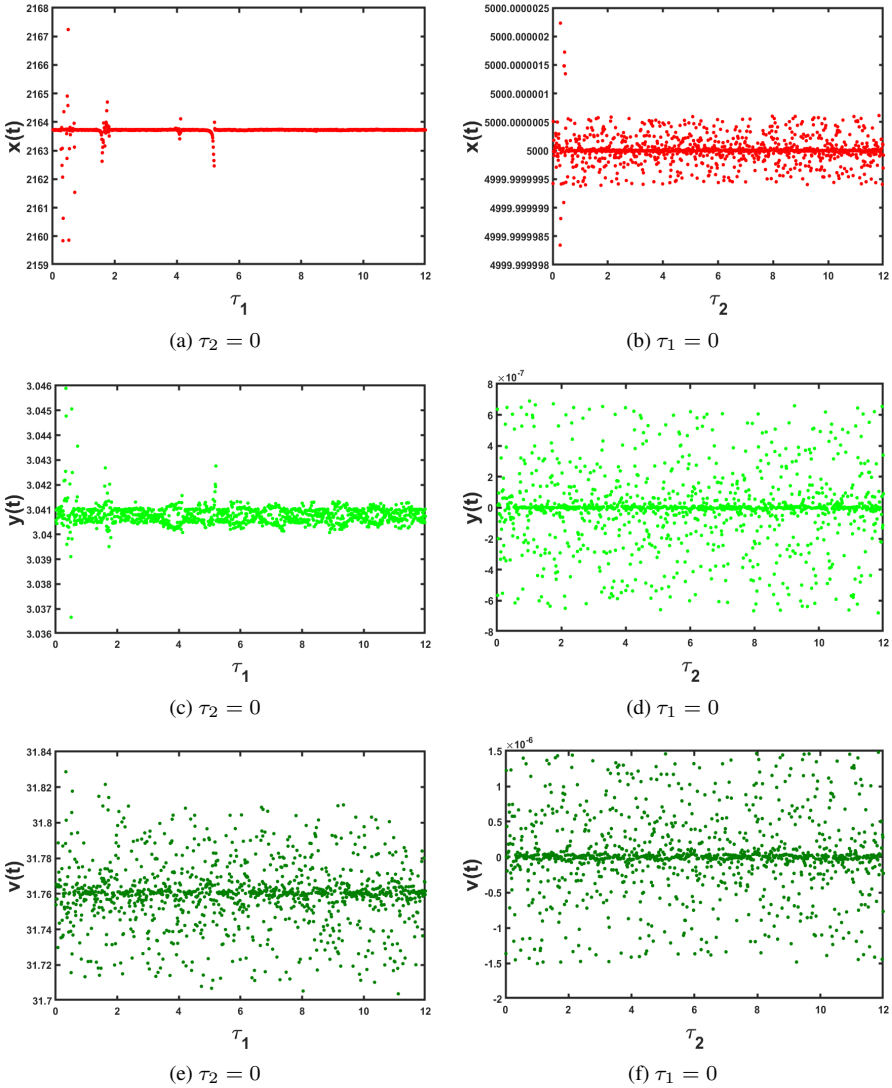 2168
2167
2166
2165
2164
2163
2162
2161
2160
2159
x(t)
0 2 4 6 8 10 12
τ1
(a) τ2 = 0
5000.0000025
5000.000002
5000.0000015
5000.000001
5000.0000005
5000
4999.9999995
4999.999999
4999.9999985
4999.999998
x(t)
0 2 4 6 8 10 12
τ2
(b) τ1 = 0
3.046
3.045
3.044
3.043
3.042
3.041
3.04
3.039
3.038
3.037
3.036
y(t)
0 2 4 6 8 10 12
τ1
(c) τ2 = 0
×10-7
8
6
4
2
0
-2
-4
-6
-8
y(t)
0 2 4 6 8 10 12
τ2
(d) τ1 = 0
31.84
31.82
31.8
31.78
31.76
31.74
31.72
31.7
v(t)
0 2 4 6 8 10 12
τ1
(e) τ2 = 0
×10-6
1.5
1
0.5
0
-0.5
-1
-1.5
-2
v(t)
0 2 4 6 8 10 12
τ2
(f) τ1 = 0